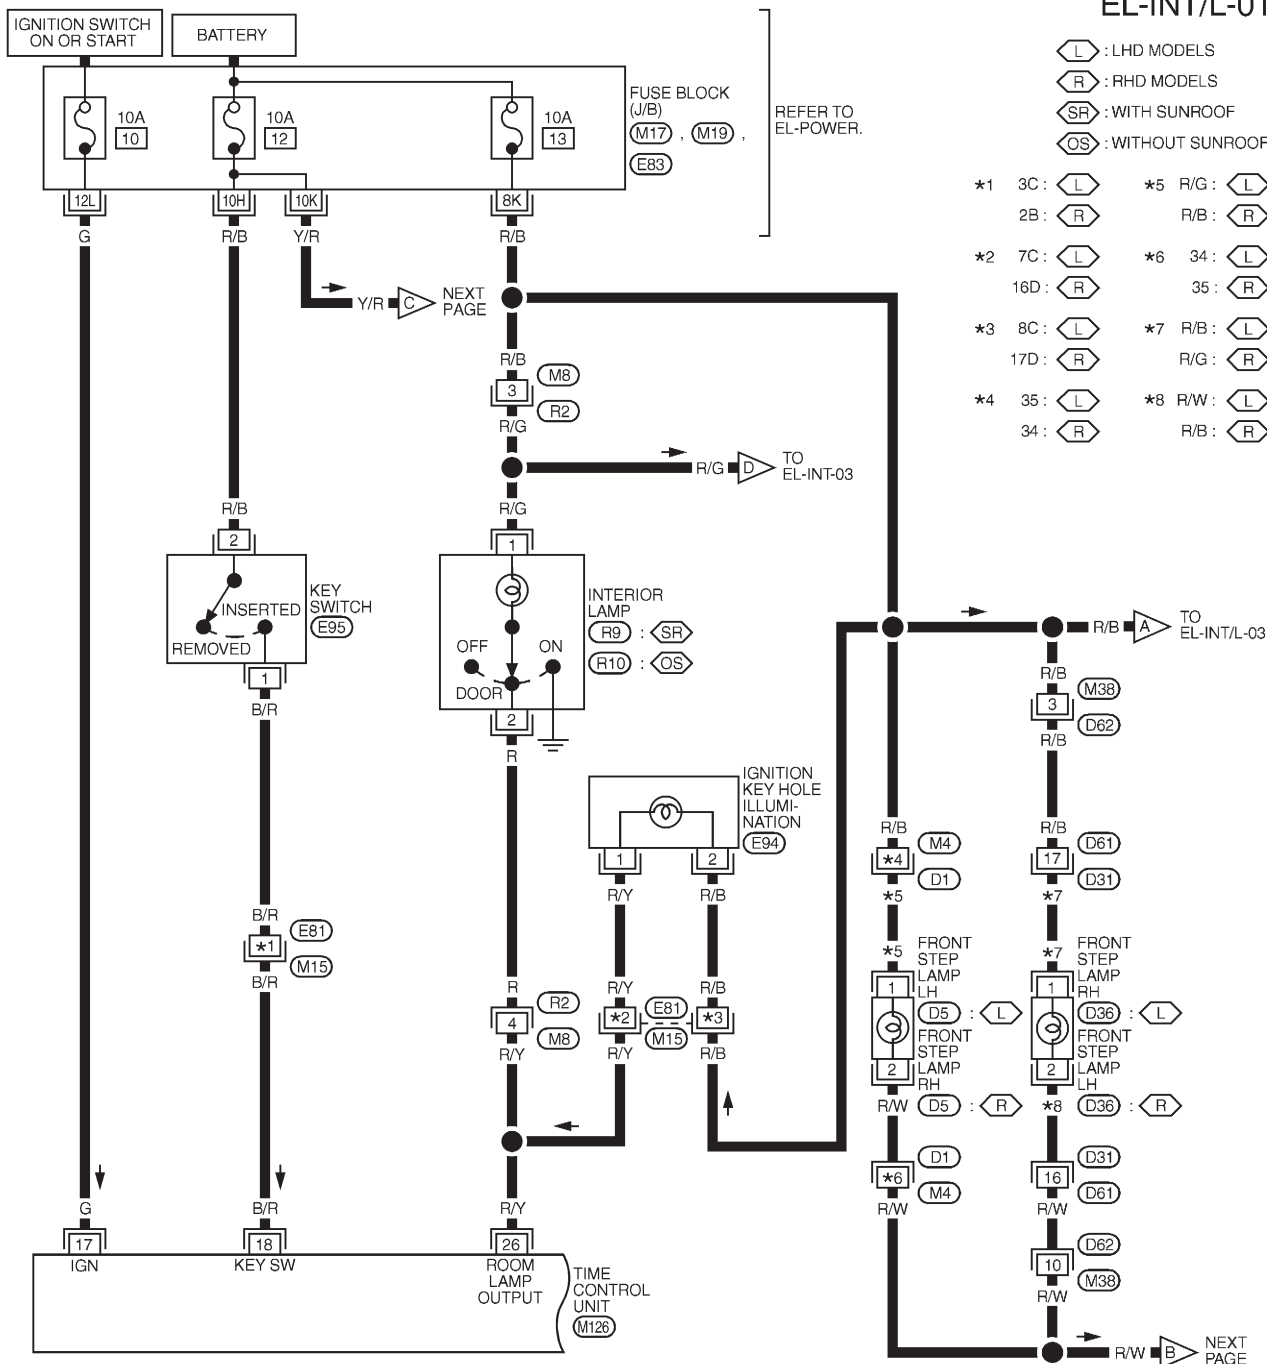 EL-INT/L-01
IGNITION SWITCH
ON OR START
BATTERY
L : LHD MODELS
R : RHD MODELS
SR : WITH SUNROOF
OS : WITHOUT SUNROOF
10A
10
10A
12
10A
13
FUSE BLOCK
(J/B)
M17 , M19 ,
E83
REFER TO
EL-POWER.
*1 3C : L
2B : R
*2 7C : L
16D : R
*3 8C : L
17D : R
*4 35 : L
34 : R
*5 R/G : L
R/B : R
*6 34 : L
35 : R
*7 R/B : L
R/G : R
*8 R/W : L
R/B : R
12L
10H
10K
8K
G
R/B
Y/R
R/B
Y/R
C
NEXT
PAGE
R/B
3
M8
R2
R/G
R/G
D
TO
EL-INT-03
R/B
R/G
2
1
KEY
SWITCH
E95
INSERTED
REMOVED
1
B/R
INTERIOR
LAMP
R9 : SR
R10 : OS
OFF
ON
DOOR
2
R
R/B
A
TO
EL-INT/L-03
R/B
3
M38
D62
R/B
IGNITION
KEY HOLE
ILLUMI-
NATION
E94
1
2
R/Y
R/B
R/B
*4
M4
D1
*5
R/B
17
D61
D31
*7
B/R
*1
E81
M15
B/R
R
4
R2
M8
R/Y
R/Y
*2
E81
M15
R/Y
R/B
*3
R/B
*5
1
FRONT
STEP
LAMP
LH
D5 : L
FRONT
STEP
LAMP
RH
D5 : R
2
R/W
*7
1
FRONT
STEP
LAMP
RH
D36 : L
FRONT
STEP
LAMP
LH
D36 : R
2
*8
*6
D1
M4
R/W
16
D31
D61
R/W
10
D62
M38
R/W
G
B/R
R/Y
17
18
26
IGN
KEY SW
ROOM
LAMP
OUTPUT
TIME
CONTROL
UNIT
M126
R/W
B
NEXT
PAGE